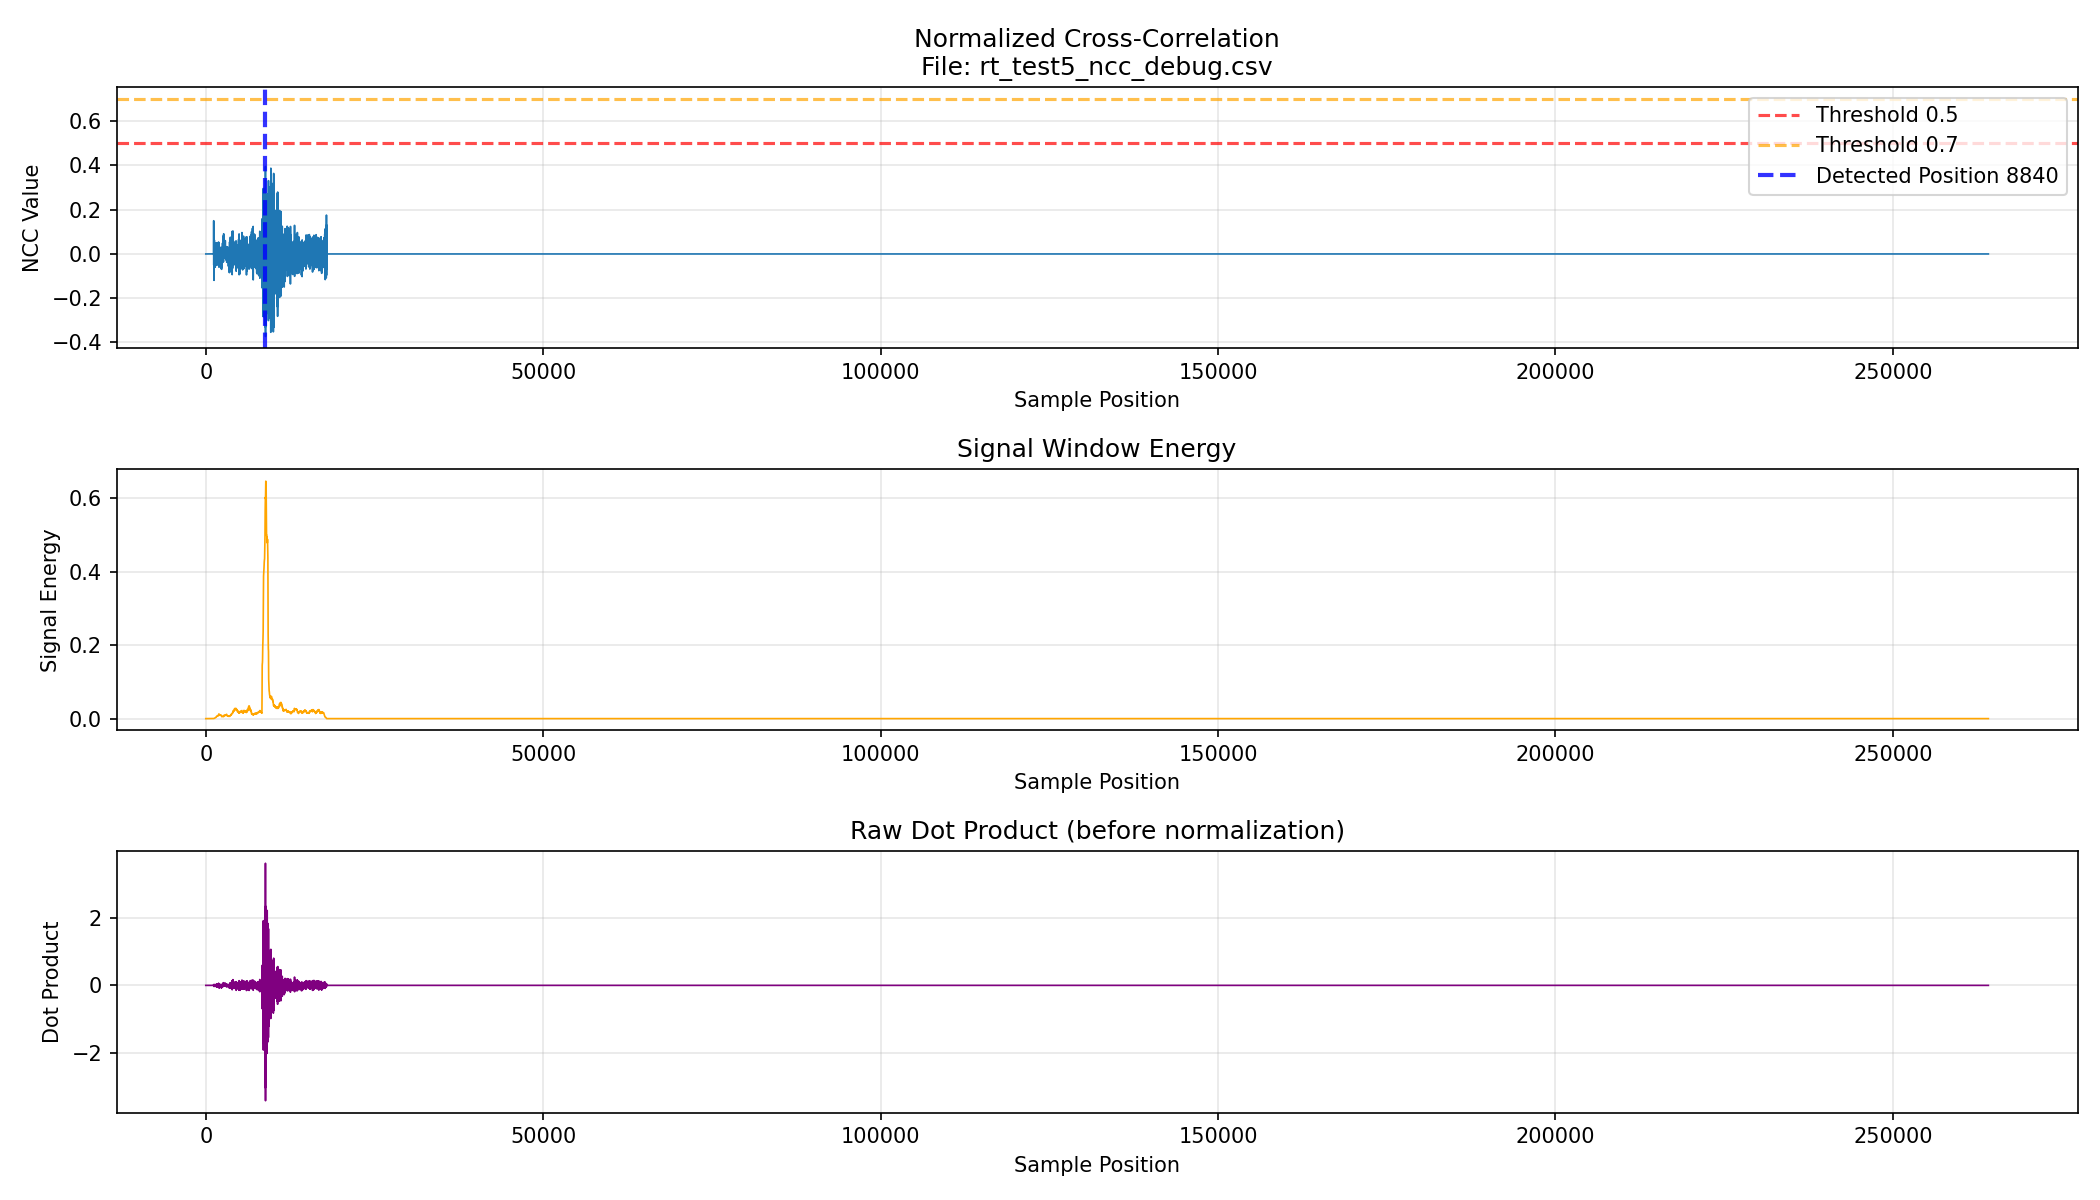 Normalized Cross-Correlation
File: rt_test5_ncc_debug.csv
NCC Value
0.6
0.4
0.2
0.0
−0.2
−0.4
Threshold 0.5
Threshold 0.7
Detected Position 8840
0 50000 100000 150000 200000 250000
Sample Position
Signal Window Energy
Signal Energy
0.6
0.4
0.2
0.0
0 50000 100000 150000 200000 250000
Sample Position
Raw Dot Product (before normalization)
Dot Product
2
0
−2
0 50000 100000 150000 200000 250000
Sample Position